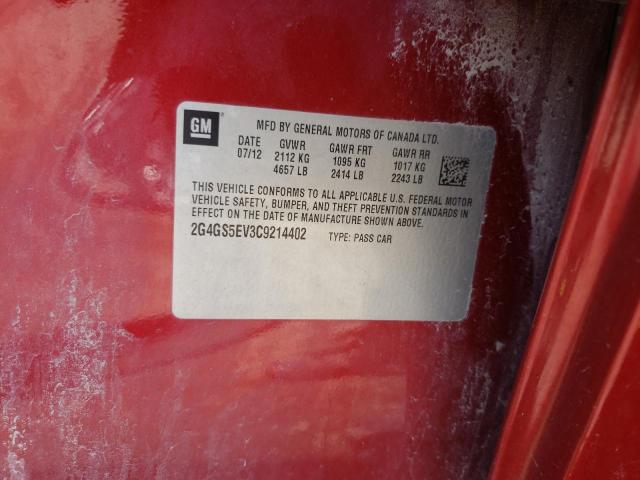 GM
MFD BY GENERAL MOTORS OF CANADA LTD.
DATE GVWR GAWR FRT GAWR RR
07/12 2112 KG 1095 KG 1017 KG
4657 LB 2414 LB 2243 LB
THIS VEHICLE CONFORMS TO ALL APPLICABLE U.S. FEDERAL MOTOR
VEHICLE SAFETY, BUMPER, AND THEFT PREVENTION STANDARDS IN
EFFECT ON THE DATE OF MANUFACTURE SHOWN ABOVE.
2G4GS5EV3C9214402 TYPE: PASS CAR